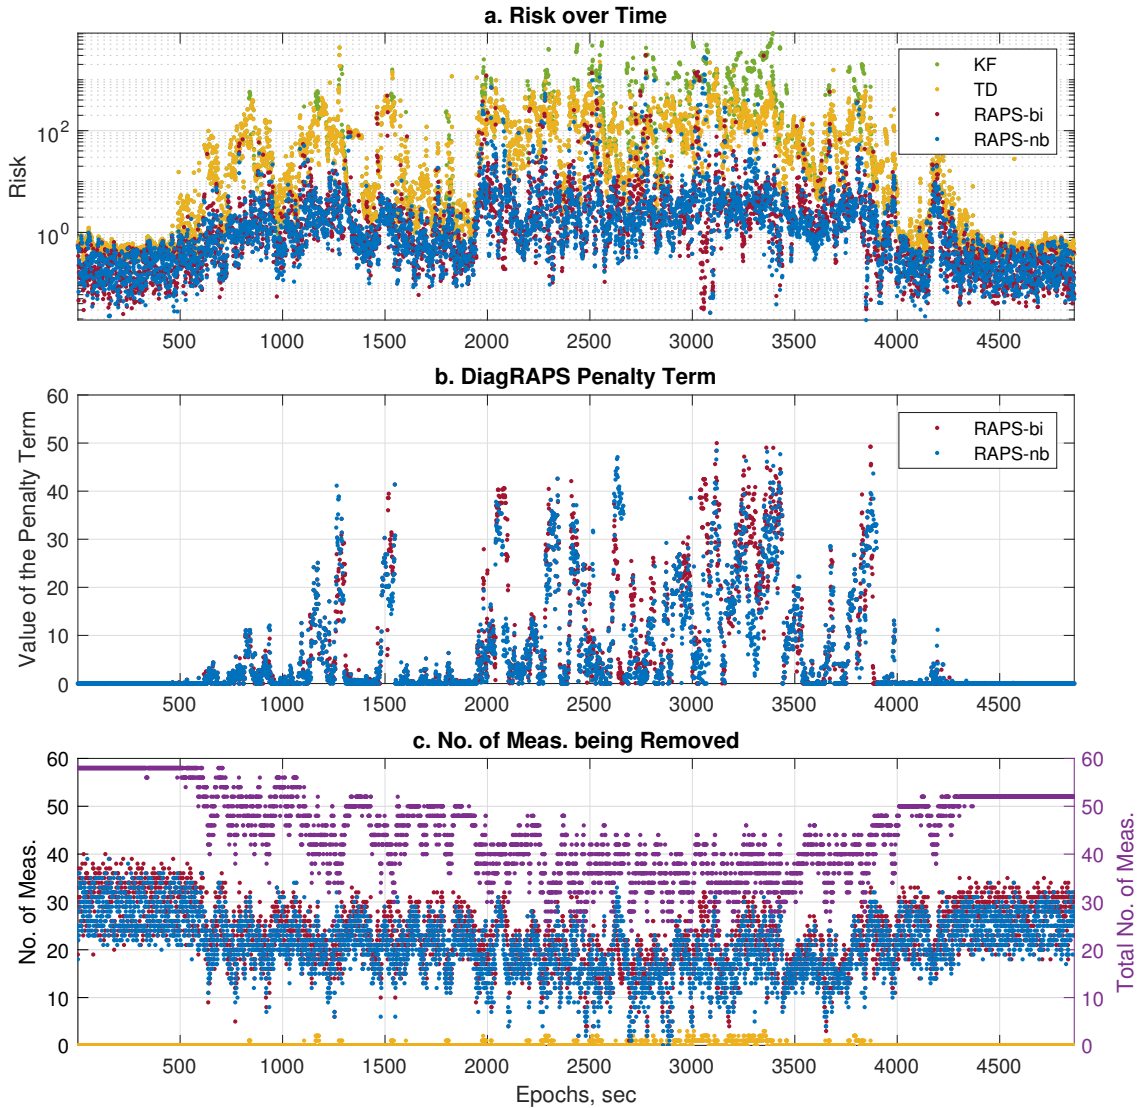 a. Risk over Time
Risk
10^2
10^0
KF
TD
RAPS-bi
RAPS-nb
500 1000 1500 2000 2500 3000 3500 4000 4500
b. DiagRAPS Penalty Term
Value of the Penalty Term
60
50
40
30
20
10
0
RAPS-bi
RAPS-nb
500 1000 1500 2000 2500 3000 3500 4000 4500
c. No. of Meas. being Removed
No. of Meas.
60
50
40
30
20
10
0
60
50
40
30
20
10
0
Total No. of Meas.
500 1000 1500 2000 2500 3000 3500 4000 4500
Epochs, sec